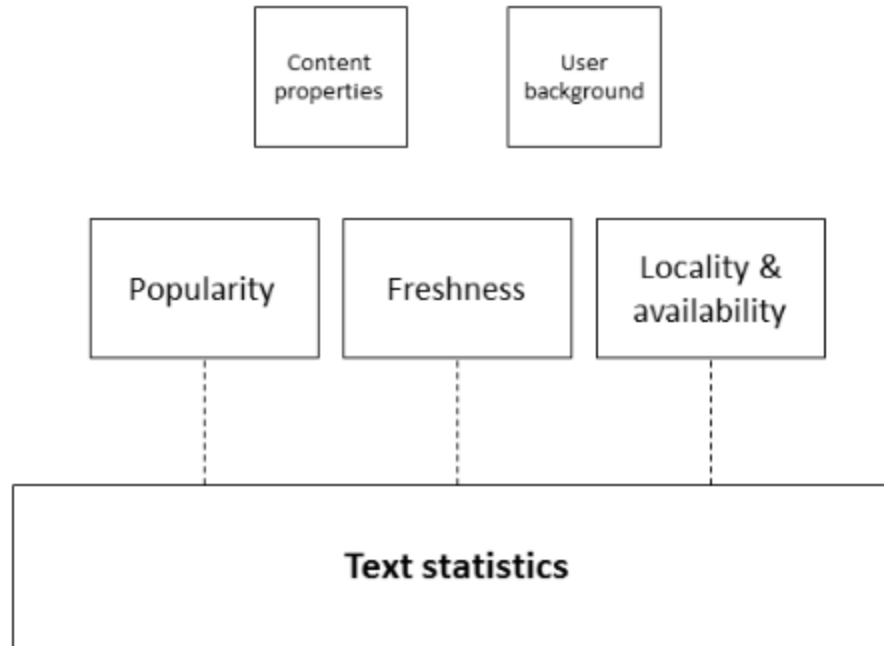 Content
properties
User
background
Popularity
Freshness
Locality &
availability
Text statistics